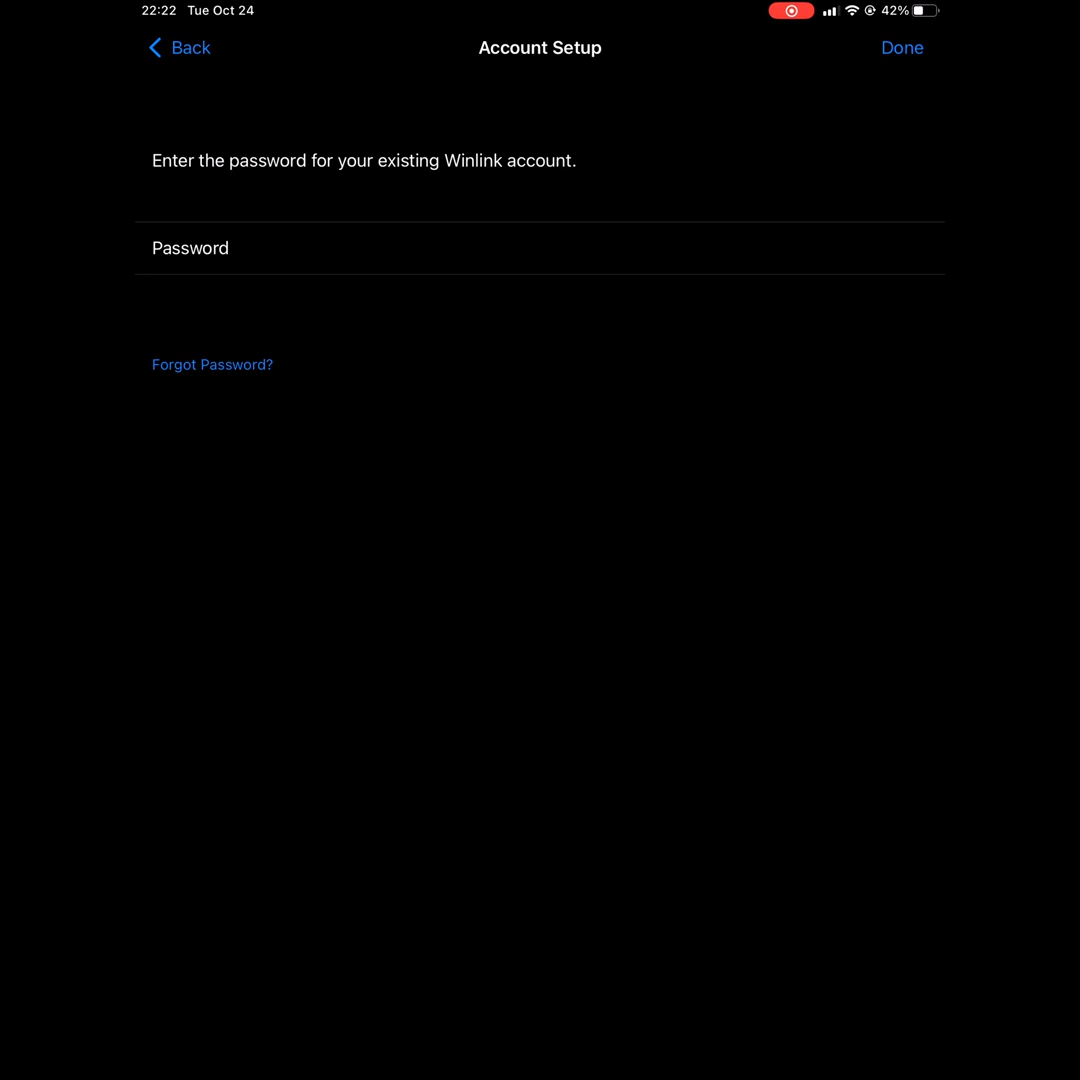 22:22 Tue Oct 24
42%
Back
Account Setup
Done
Enter the password for your existing Winlink account.
Password
Forgot Password?